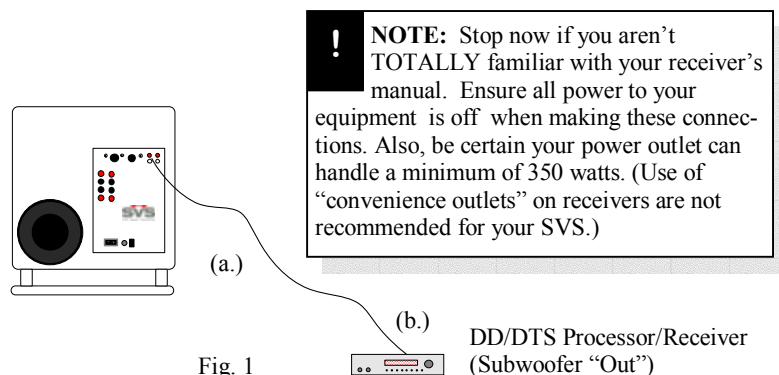 !
NOTE: Stop now if you aren't
TOTALLY familiar with your receiver's
manual. Ensure all power to your
equipment is off when making these connec-
tions. Also, be certain your power outlet can
handle a minimum of 350 watts. (Use of
“convenience outlets” on receivers are not
recommended for your SVS.)
SVS
(a.)
(b.)
DD/DTS Processor/Receiver
(Subwoofer “Out”)
Fig. 1